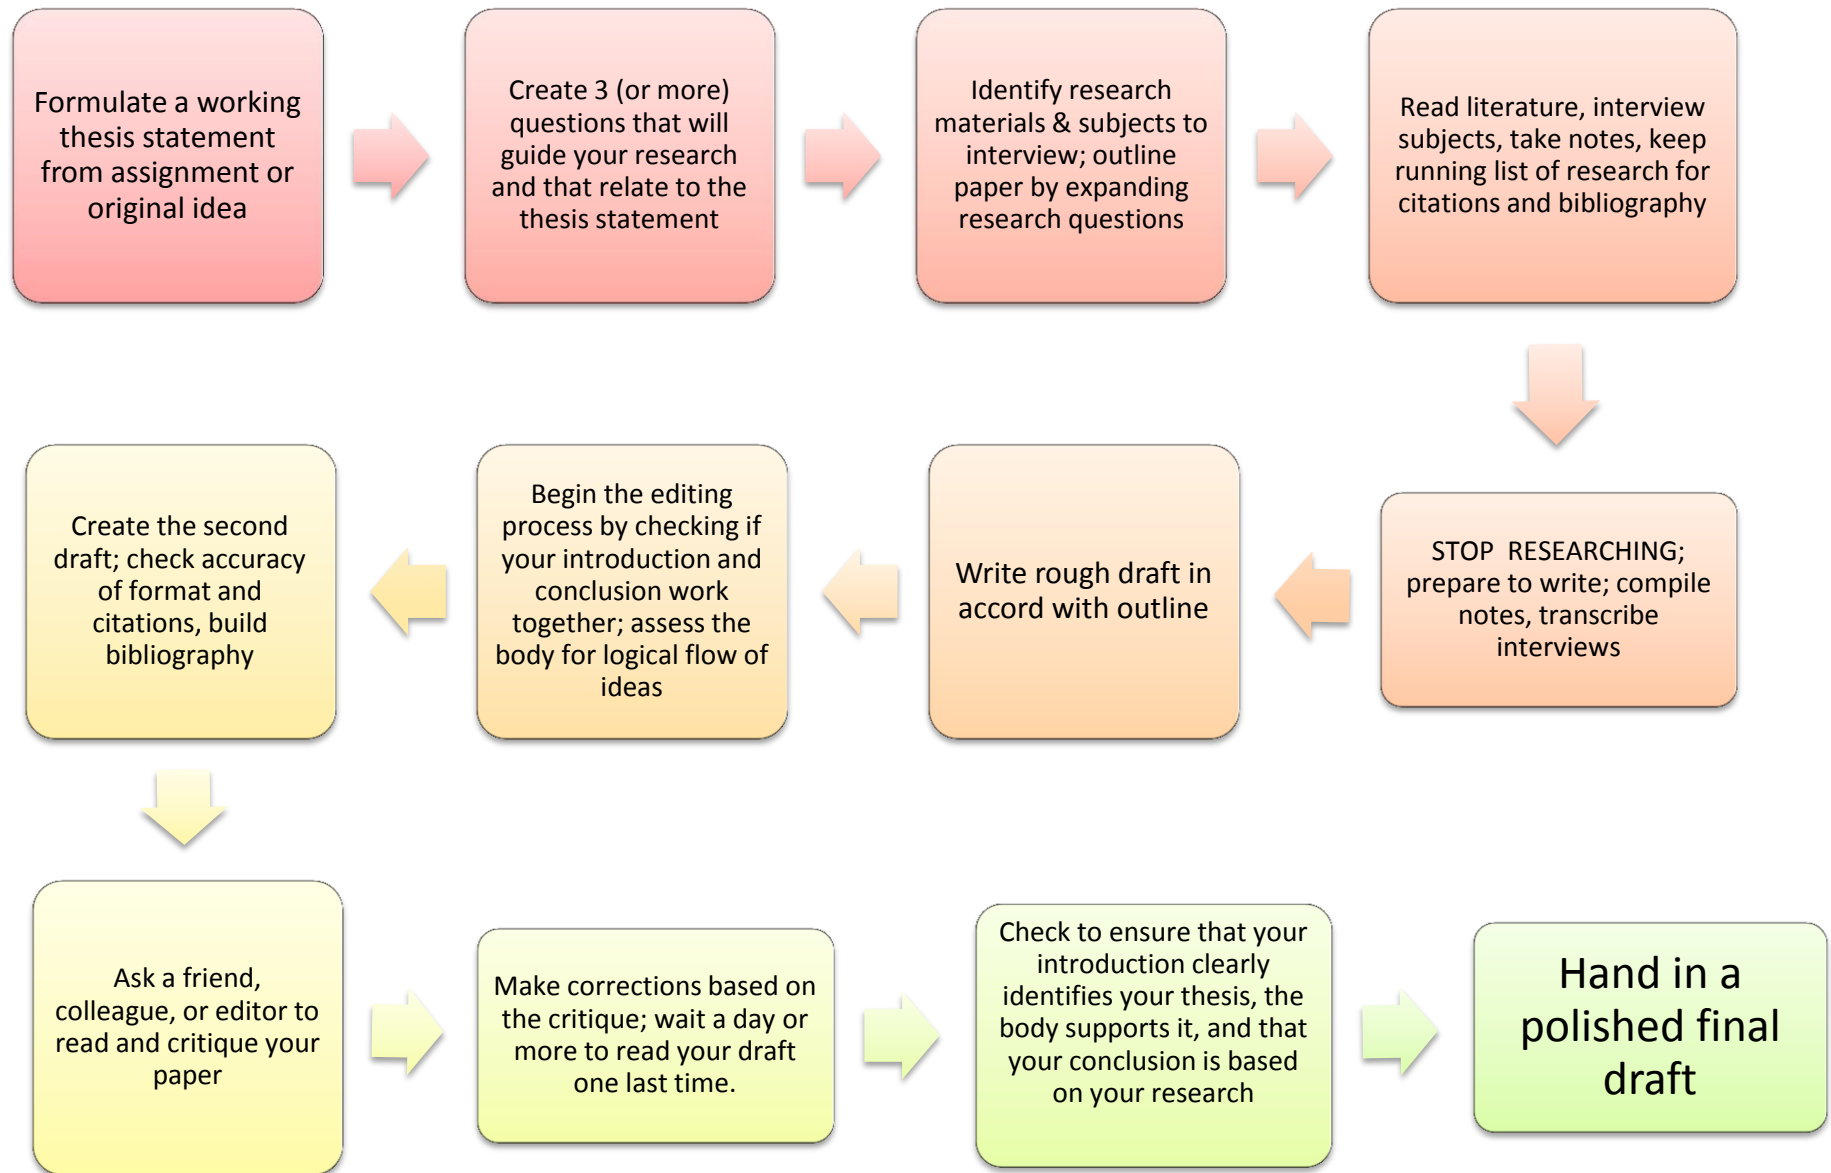 Formulate a working
thesis statement
from assignment or
original idea
Create 3 (or more)
questions that will
guide your research
and that relate to the
thesis statement
Identify research
materials & subjects to
interview; outline
paper by expanding
research questions
Read literature, interview
subjects, take notes, keep
running list of research for
citations and bibliography
STOP  RESEARCHING;
prepare to write; compile
notes, transcribe
interviews
Write rough draft in
accord with outline
Begin the editing
process by checking if
your introduction and
conclusion work
together; assess the
body for logical flow of
ideas
Create the second
draft; check accuracy
of format and
citations, build
bibliography
Ask a friend,
colleague, or editor to
read and critique your
paper
Make corrections based on
the critique; wait a day or
more to read your draft
one last time.
Check to ensure that your
introduction clearly
identifies your thesis, the
body supports it, and that
your conclusion is based
on your research
Hand in a
polished final
draft